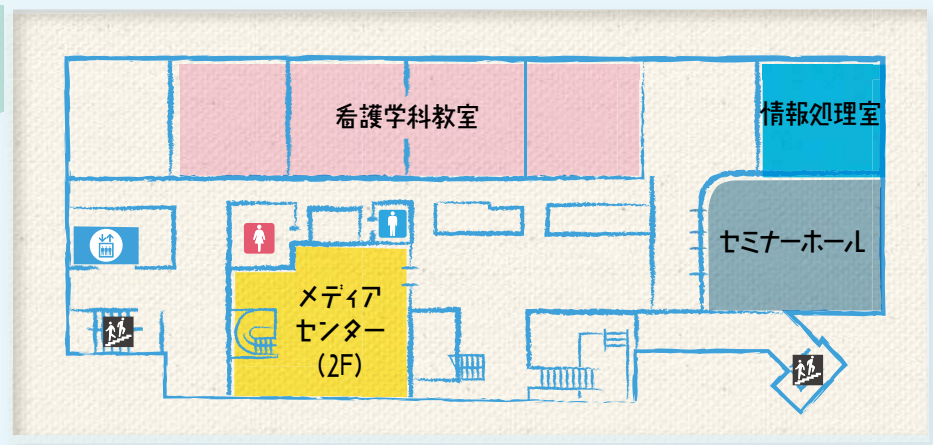 看護学科教室
情報処理室
セミナーホール
メディア
センター
(2F)